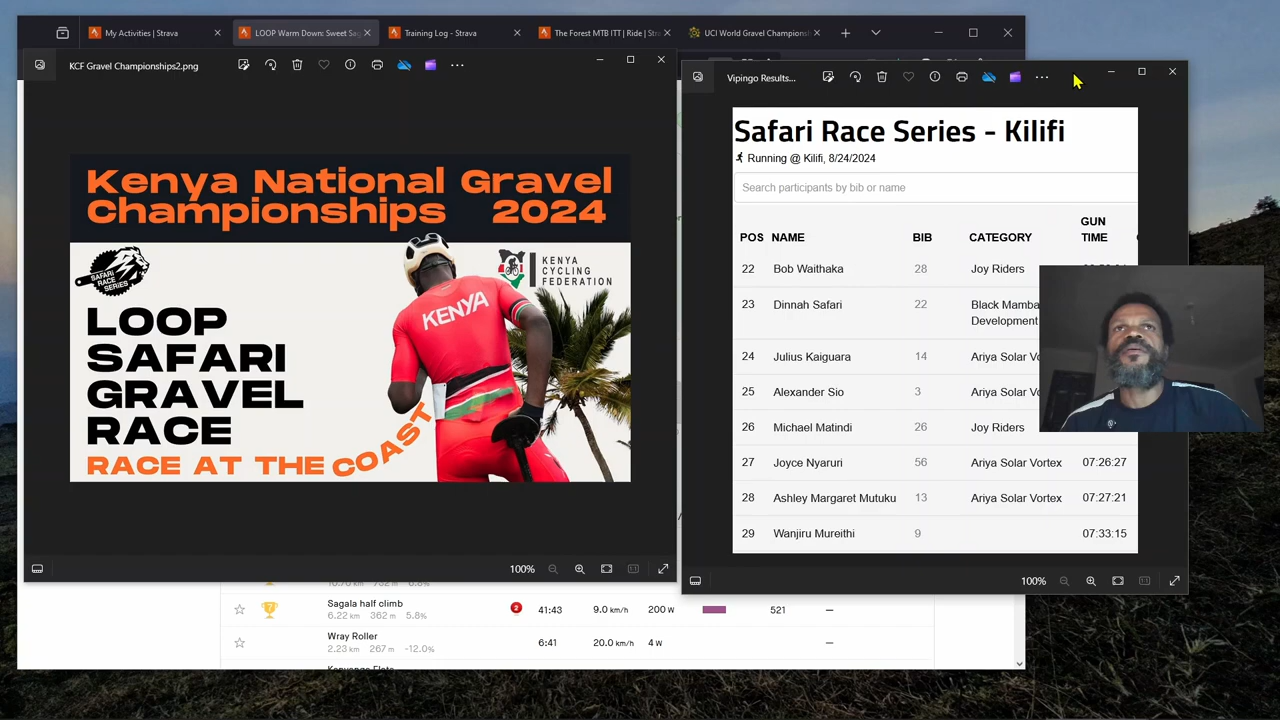 My Activities | Strava
LOOP Warm Down: Sweet Sag
Training Log - Strava
The Forest MTB ITT | Ride | Str
UCI World Gravel Champion
KCF Gravel Championships2.png
Kenya National Gravel
Championships 2024
SAFARI
RACE
SERIES
KENYA
CYCLING
FEDERATION
KENYA
LOOP
SAFARI
GRAVEL
RACE
RACE AT THE COAST
100%
Vipingo Results...
Safari Race Series - Kilifi
Running @ Kilifi, 8/24/2024
Search participants by bib or name
POS NAME BIB CATEGORY GUN TIME
22 Bob Waithaka 28 Joy Riders
23 Dinnah Safari 22 Black Mamba
Development
24 Julius Kaiguara 14 Ariya Solar Vo
25 Alexander Sio 3 Ariya Solar Vo
26 Michael Matindi 26 Joy Riders
27 Joyce Nyaruri 56 Ariya Solar Vortex 07:26:27
28 Ashley Margaret Mutuku 13 Ariya Solar Vortex 07:27:21
29 Wanjiru Mureithi 9 07:33:15
100%
Sagala half climb 2 41:43 9.0 km/h 200 W 521 —
6.22 km 362 m 5.8%
Wray Roller 6:41 20.0 km/h 4 W —
2.23 km 267 m -12.0%